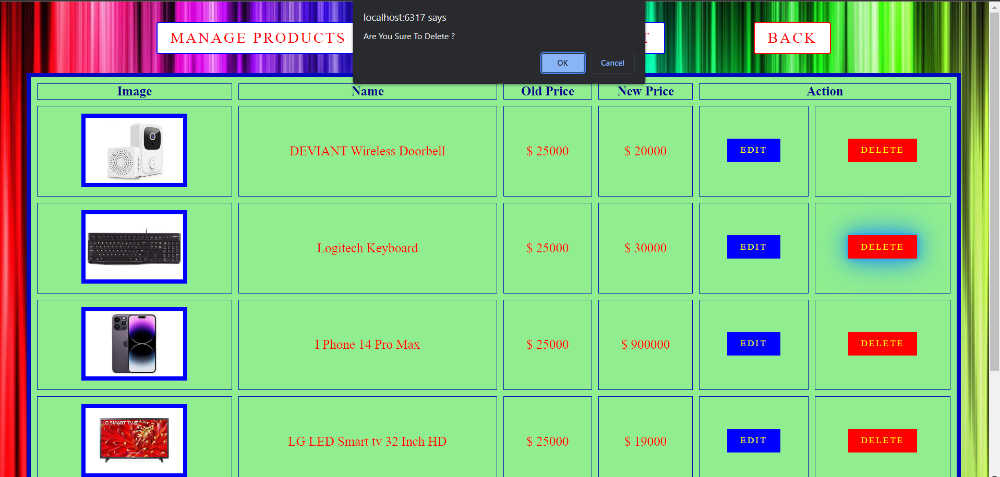 localhost:6317 says
Are You Sure To Delete ?
OK Cancel
MANAGE PRODUCTS
BACK
Image Name Old Price New Price Action
DEVIANT Wireless Doorbell $ 25000 $ 20000 EDIT DELETE
Logitech Keyboard $ 25000 $ 30000 EDIT DELETE
I Phone 14 Pro Max $ 25000 $ 900000 EDIT DELETE
LG SMART TV AI
LG LED Smart tv 32 Inch HD $ 25000 $ 19000 EDIT DELETE